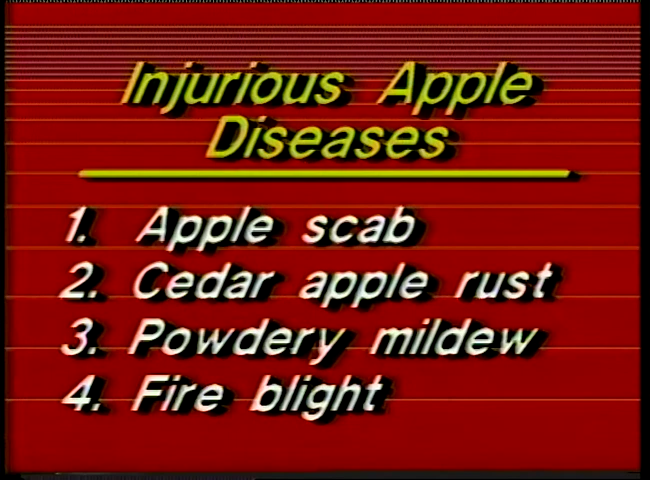 Injurious Apple
Diseases
1. Apple scab
2. Cedar apple rust
3. Powdery mildew
4. Fire blight